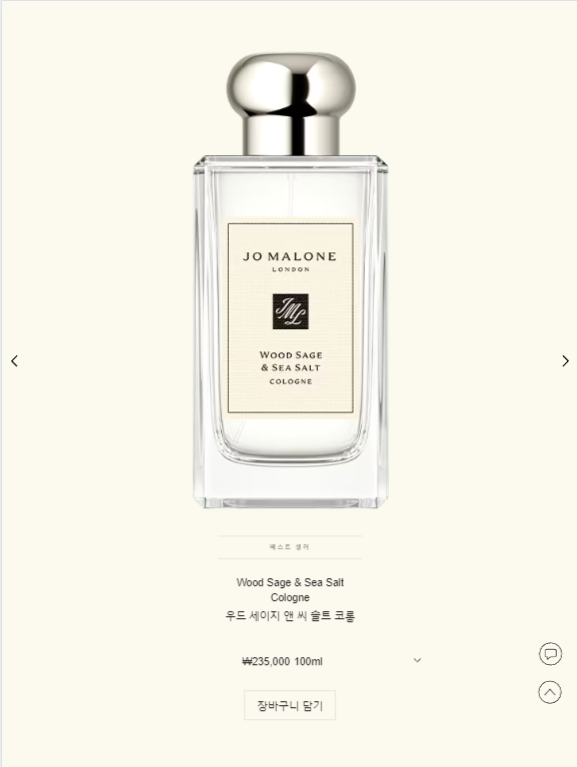 JO MALONE
LONDON
JML
WOOD SAGE
& SEA SALT
COLOGNE
베스트 셀러
Wood Sage & Sea Salt
Cologne
우드 세이지 앤 씨 솔트 코롱
₩235,000 100ml
장바구니 담기